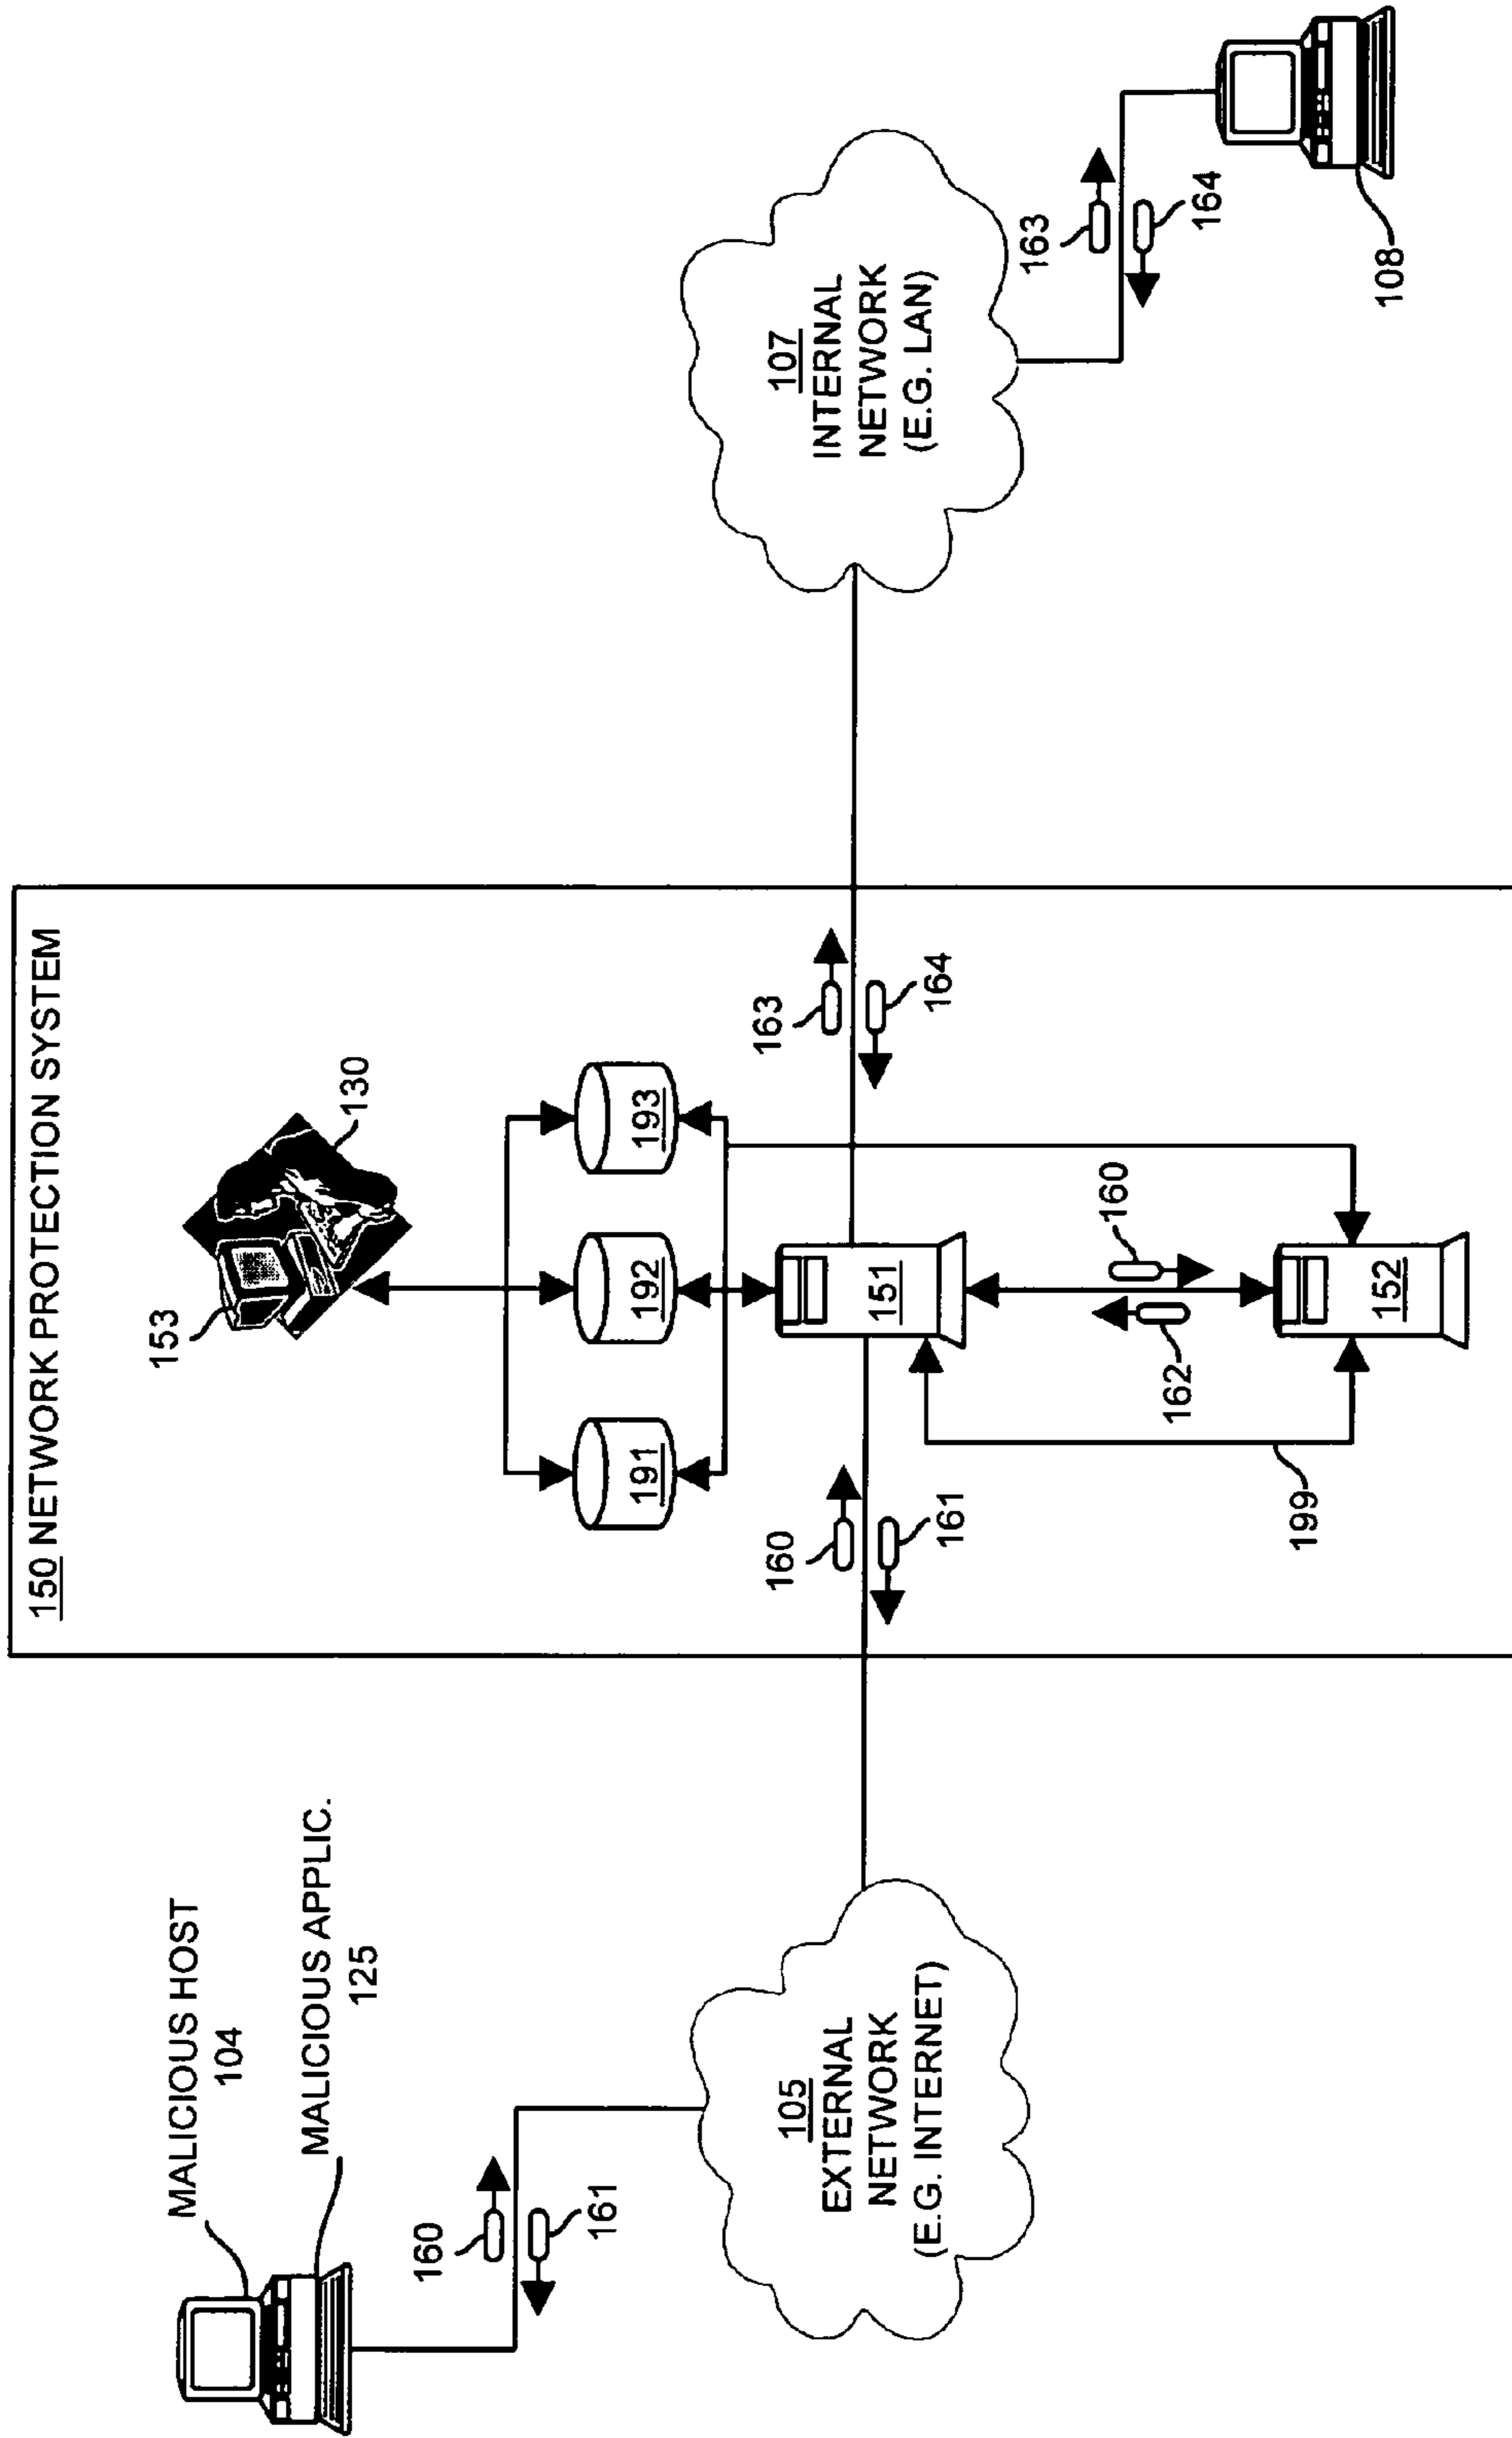 150 NETWORK PROTECTION SYSTEM
MALICIOUS HOST
104
MALICIOUS APPLIC.
125
153
130
160
161
191
192
193
105
EXTERNAL
NETWORK
(E.G. INTERNET)
160
161
151
163
164
107
INTERNAL
NETWORK
(E.G. LAN)
163
164
162
160
199
152
108